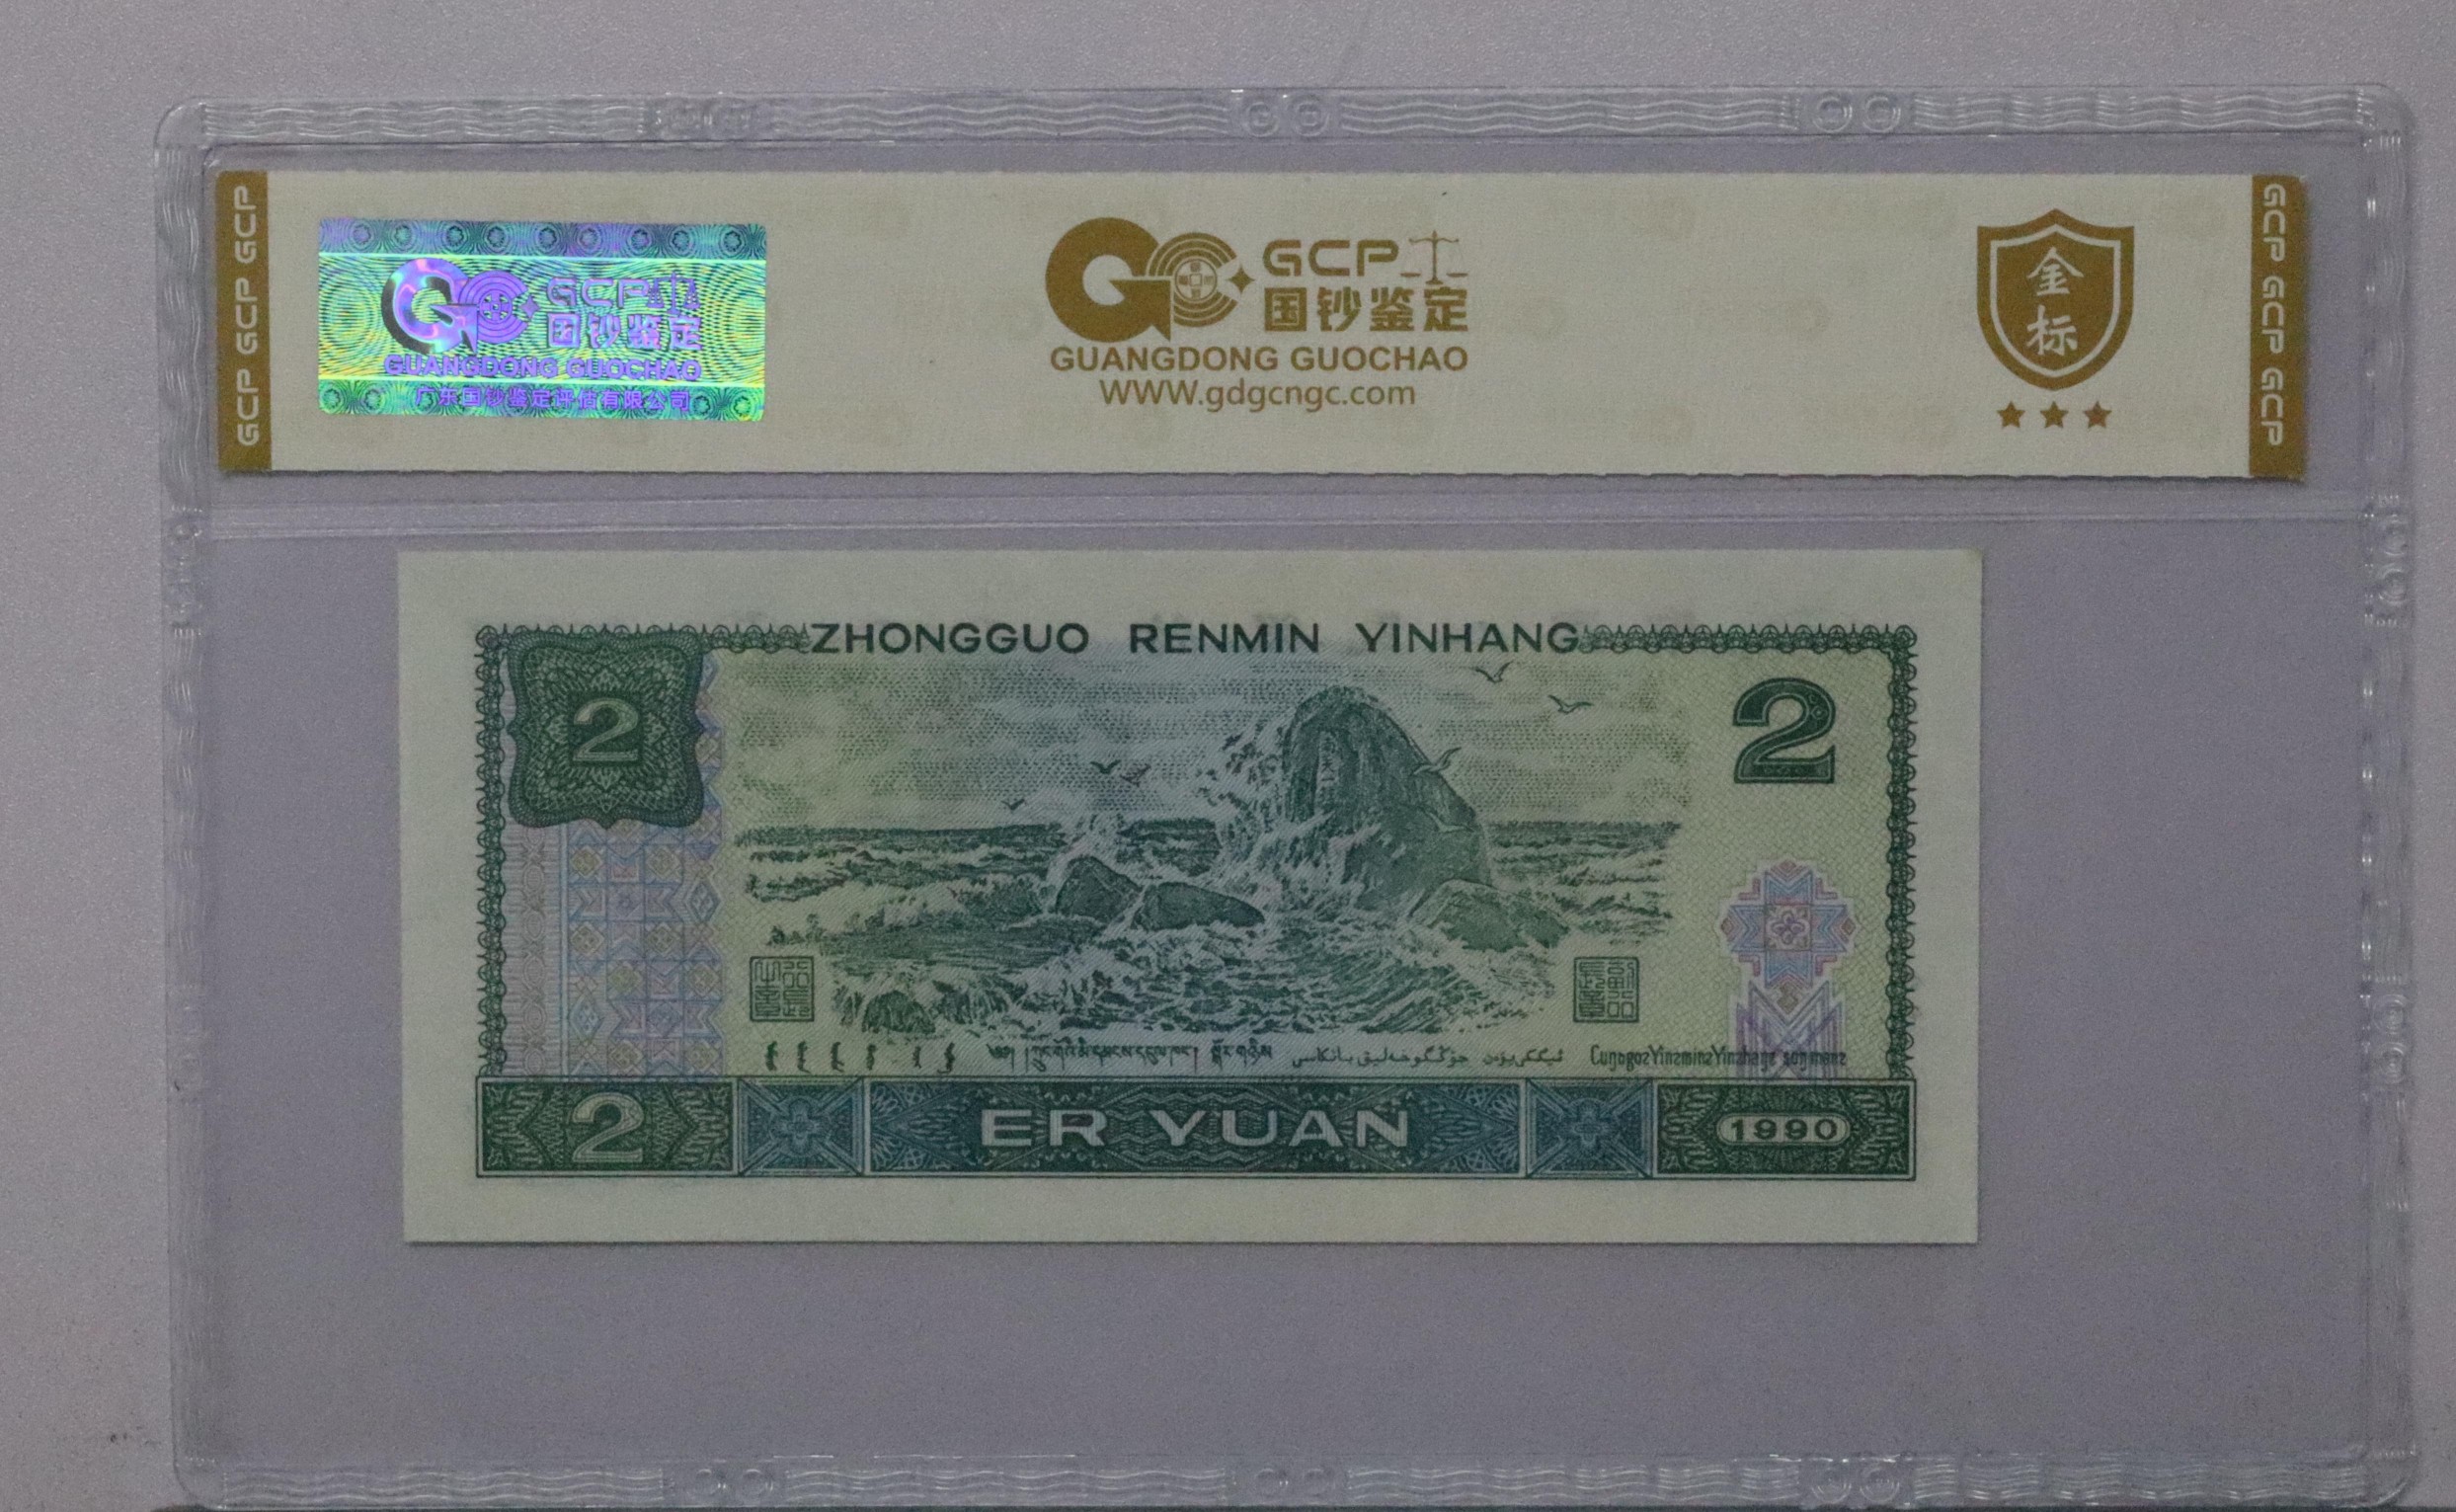 GCP GCP GCP
GCP
国钞鉴定
GUANGDONG GUOCHAO
广东国钞鉴定评估有限公司
GCP
国钞鉴定
GUANGDONG GUOCHAO
WWW.gdgcngc.com
金
标
GCP GCP GCP
ZHONGGUO RENMIN YINHANG
2
2
2
ER YUAN
1990